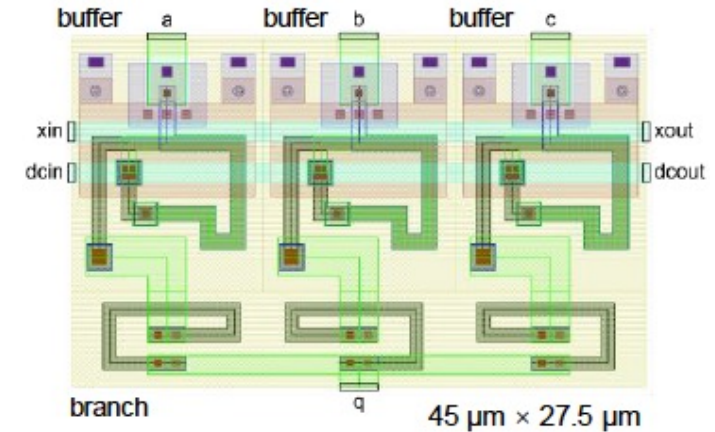 buffer a buffer b buffer c
xin xout
dcin dcout
branch q 45 μm × 27.5 μm